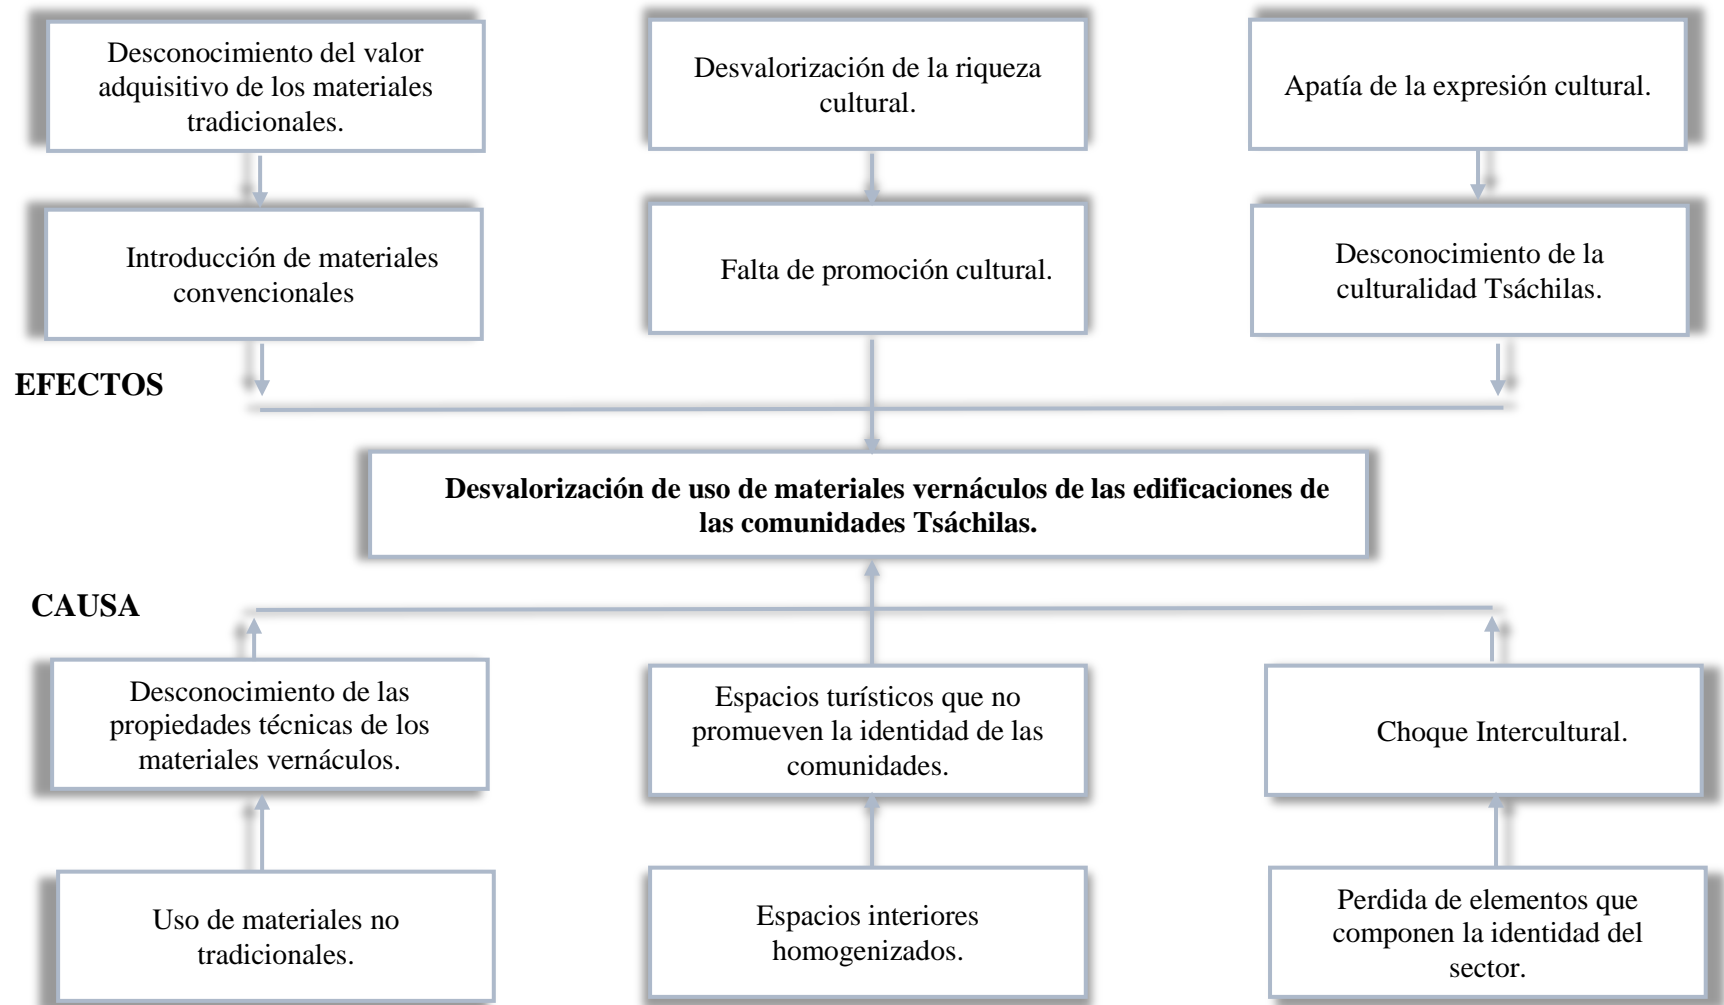 Desconocimiento del valor
adquisitivo de los materiales
tradicionales.
Desvalorización de la riqueza
cultural.
Apatía de la expresión cultural.
Introducción de materiales
convencionales
Falta de promoción cultural.
Desconocimiento de la
culturalidad Tsáchilas.
EFECTOS
Desvalorización de uso de materiales vernáculos de las edificaciones de
las comunidades Tsáchilas.
CAUSA
Desconocimiento de las
propiedades técnicas de los
materiales vernáculos.
Espacios turísticos que no
promueven la identidad de las
comunidades.
Choque Intercultural.
Uso de materiales no
tradicionales.
Espacios interiores
homogenizados.
Perdida de elementos que
componen la identidad del
sector.